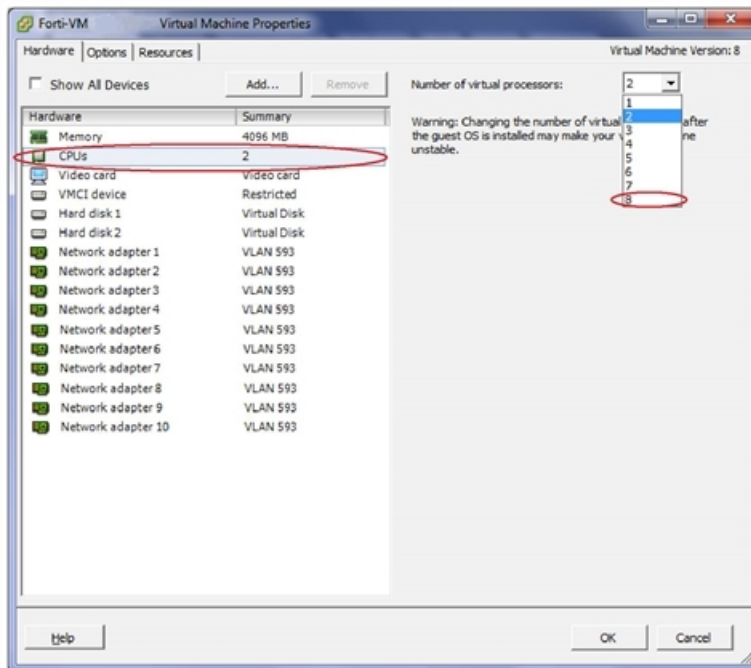 Forti-VM Virtual Machine Properties
Hardware Options Resources Virtual Machine Version: 8
Show All Devices Add... Remove
Hardware Summary
Memory 4096 MB
CPUs 2
Video card Video card
VMCI device Restricted
Hard disk 1 Virtual Disk
Hard disk 2 Virtual Disk
Network adapter 1 VLAN 593
Network adapter 2 VLAN 593
Network adapter 3 VLAN 593
Network adapter 4 VLAN 593
Network adapter 5 VLAN 593
Network adapter 6 VLAN 593
Network adapter 7 VLAN 593
Network adapter 8 VLAN 593
Network adapter 9 VLAN 593
Network adapter 10 VLAN 593
Number of virtual processors: 2
1
2
3
4
5
6
7
8
Warning: Changing the number of virtual after
the guest OS is installed may make your ne
unstable.
Help OK Cancel